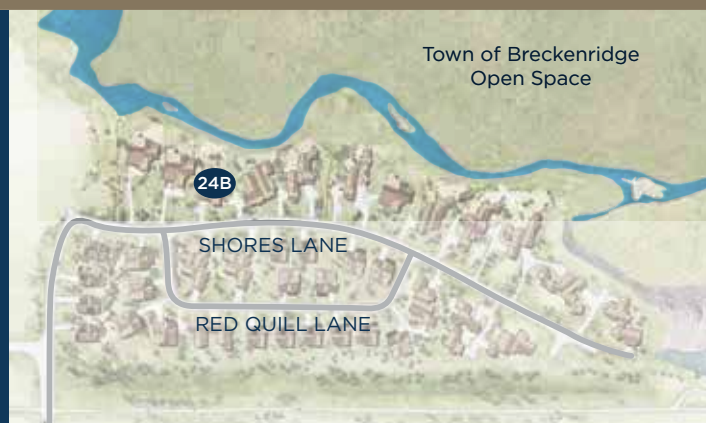 Town of Breckenridge
Open Space
24B
SHORES LANE
RED QUILL LANE